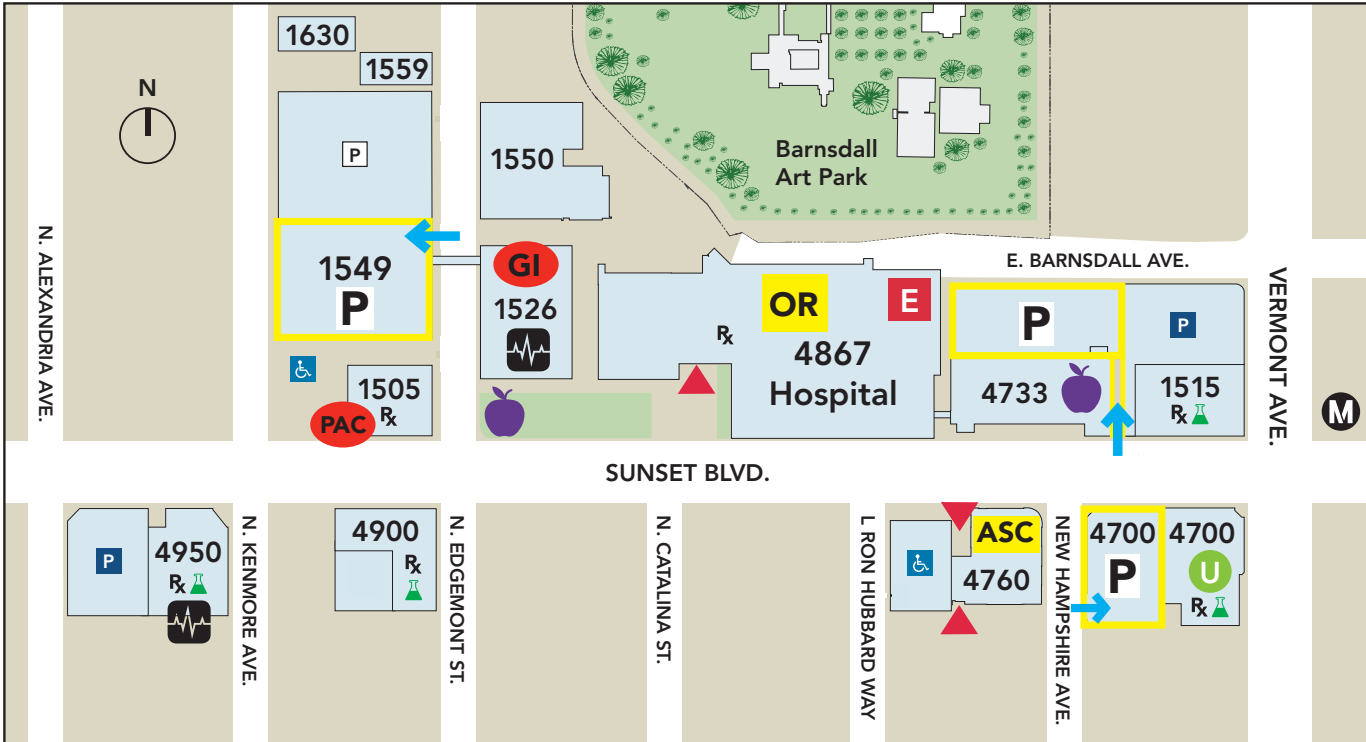 1630
1559
N
P
1550
Barnsdall
Art Park
N. ALEXANDRIA AVE.
1549
P
GI
1526
OR
E
Rx
4867
Hospital
E. BARNSDALL AVE.
P
P
VERMONT AVE.
1505
Rx
PAC
4733
1515
Rx
M
SUNSET BLVD.
P
4950
Rx
N. KENMORE AVE.
4900
Rx
N. EDGEMONT ST.
N. CATALINA ST.
L RON HUBBARD WAY
ASC
4760
NEW HAMPSHIRE AVE.
4700
P
4700
U
Rx